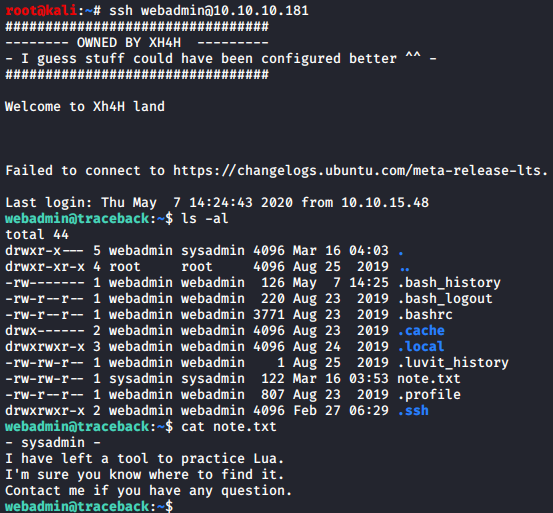 root@kali:~# ssh webadmin@10.10.10.181
#################################
-------- OWNED BY XH4H  ---------
- I guess stuff could have been configured better ^^ -
#################################
Welcome to Xh4H land
Failed to connect to https://changelogs.ubuntu.com/meta-release-lts.
Last login: Thu May  7 14:24:43 2020 from 10.10.15.48
webadmin@traceback:~$ ls -al
total 44
drwxr-x--- 5 webadmin sysadmin 4096 Mar 16 04:03 .
drwxr-xr-x 4 root     root     4096 Aug 25  2019 ..
-rw------- 1 webadmin webadmin  126 May  7 14:25 .bash_history
-rw-r--r-- 1 webadmin webadmin  220 Aug 23  2019 .bash_logout
-rw-r--r-- 1 webadmin webadmin 3771 Aug 23  2019 .bashrc
drwx------ 2 webadmin webadmin 4096 Aug 23  2019 .cache
drwxrwxr-x 3 webadmin webadmin 4096 Aug 24  2019 .local
-rw-rw-r-- 1 webadmin webadmin    1 Aug 25  2019 .luvit_history
-rw-rw-r-- 1 sysadmin sysadmin  122 Mar 16 03:53 note.txt
-rw-r--r-- 1 webadmin webadmin  807 Aug 23  2019 .profile
drwxrwxr-x 2 webadmin webadmin 4096 Feb 27 06:29 .ssh
webadmin@traceback:~$ cat note.txt
- sysadmin -
I have left a tool to practice Lua.
I'm sure you know where to find it.
Contact me if you have any question.
webadmin@traceback:~$